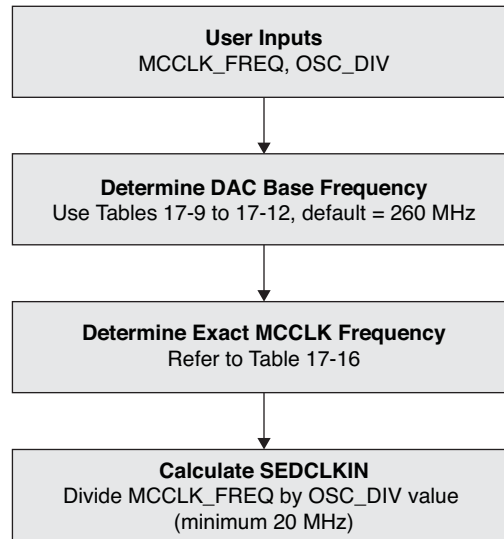 User Inputs
MCCLK_FREQ, OSC_DIV
Determine DAC Base Frequency
Use Tables 17-9 to 17-12, default = 260 MHz
Determine Exact MCCLK Frequency
Refer to Table 17-16
Calculate SEDCLKIN
Divide MCCLK_FREQ by OSC_DIV value
(minimum 20 MHz)